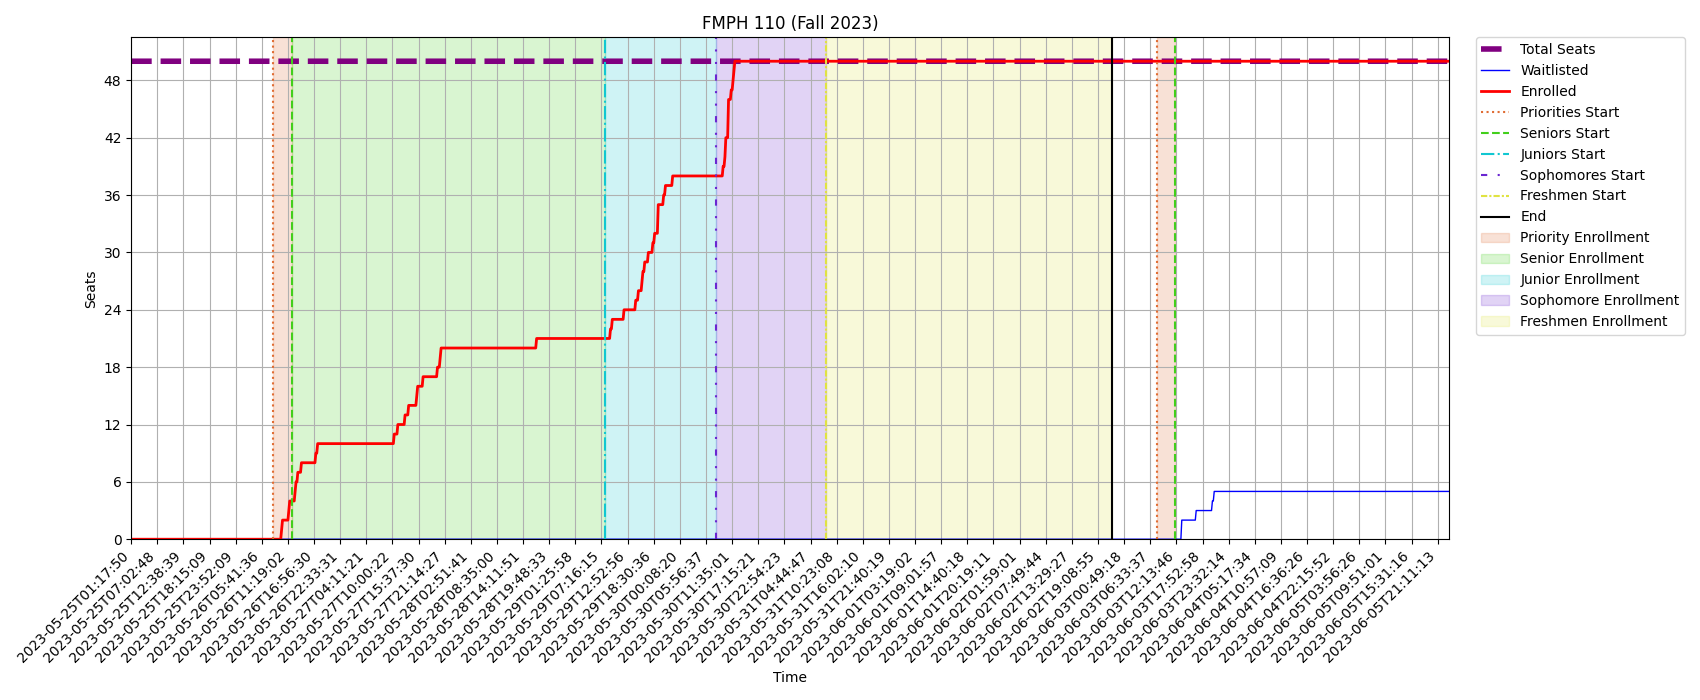 FMPH 110 (Fall 2023)
Seats
48
42
36
30
24
18
12
6
0
2023-05-25T01:17:50
2023-05-25T07:02:48
2023-05-25T12:38:39
2023-05-25T18:15:09
2023-05-25T23:52:09
2023-05-26T05:41:36
2023-05-26T11:19:02
2023-05-26T16:56:30
2023-05-26T22:33:31
2023-05-27T04:11:21
2023-05-27T10:00:22
2023-05-27T15:37:30
2023-05-27T21:14:27
2023-05-28T02:51:41
2023-05-28T08:35:00
2023-05-28T14:11:51
2023-05-28T19:48:33
2023-05-29T01:25:58
2023-05-29T07:16:15
2023-05-29T12:52:56
2023-05-29T18:30:36
2023-05-30T00:08:20
2023-05-30T05:56:37
2023-05-30T11:35:01
2023-05-30T17:15:21
2023-05-30T22:54:23
2023-05-31T04:44:47
2023-05-31T10:23:08
2023-05-31T16:02:10
2023-05-31T21:40:19
2023-06-01T03:19:02
2023-06-01T09:01:57
2023-06-01T14:40:18
2023-06-01T20:19:11
2023-06-02T01:59:01
2023-06-02T07:49:44
2023-06-02T13:29:27
2023-06-02T19:08:55
2023-06-03T00:49:18
2023-06-03T06:33:37
2023-06-03T12:13:46
2023-06-03T17:52:58
2023-06-03T23:32:14
2023-06-04T05:17:34
2023-06-04T10:57:09
2023-06-04T16:36:26
2023-06-04T22:15:52
2023-06-05T03:56:26
2023-06-05T09:51:01
2023-06-05T15:31:16
2023-06-05T21:11:13
Time
Total Seats
Waitlisted
Enrolled
Priorities Start
Seniors Start
Juniors Start
Sophomores Start
Freshmen Start
End
Priority Enrollment
Senior Enrollment
Junior Enrollment
Sophomore Enrollment
Freshmen Enrollment